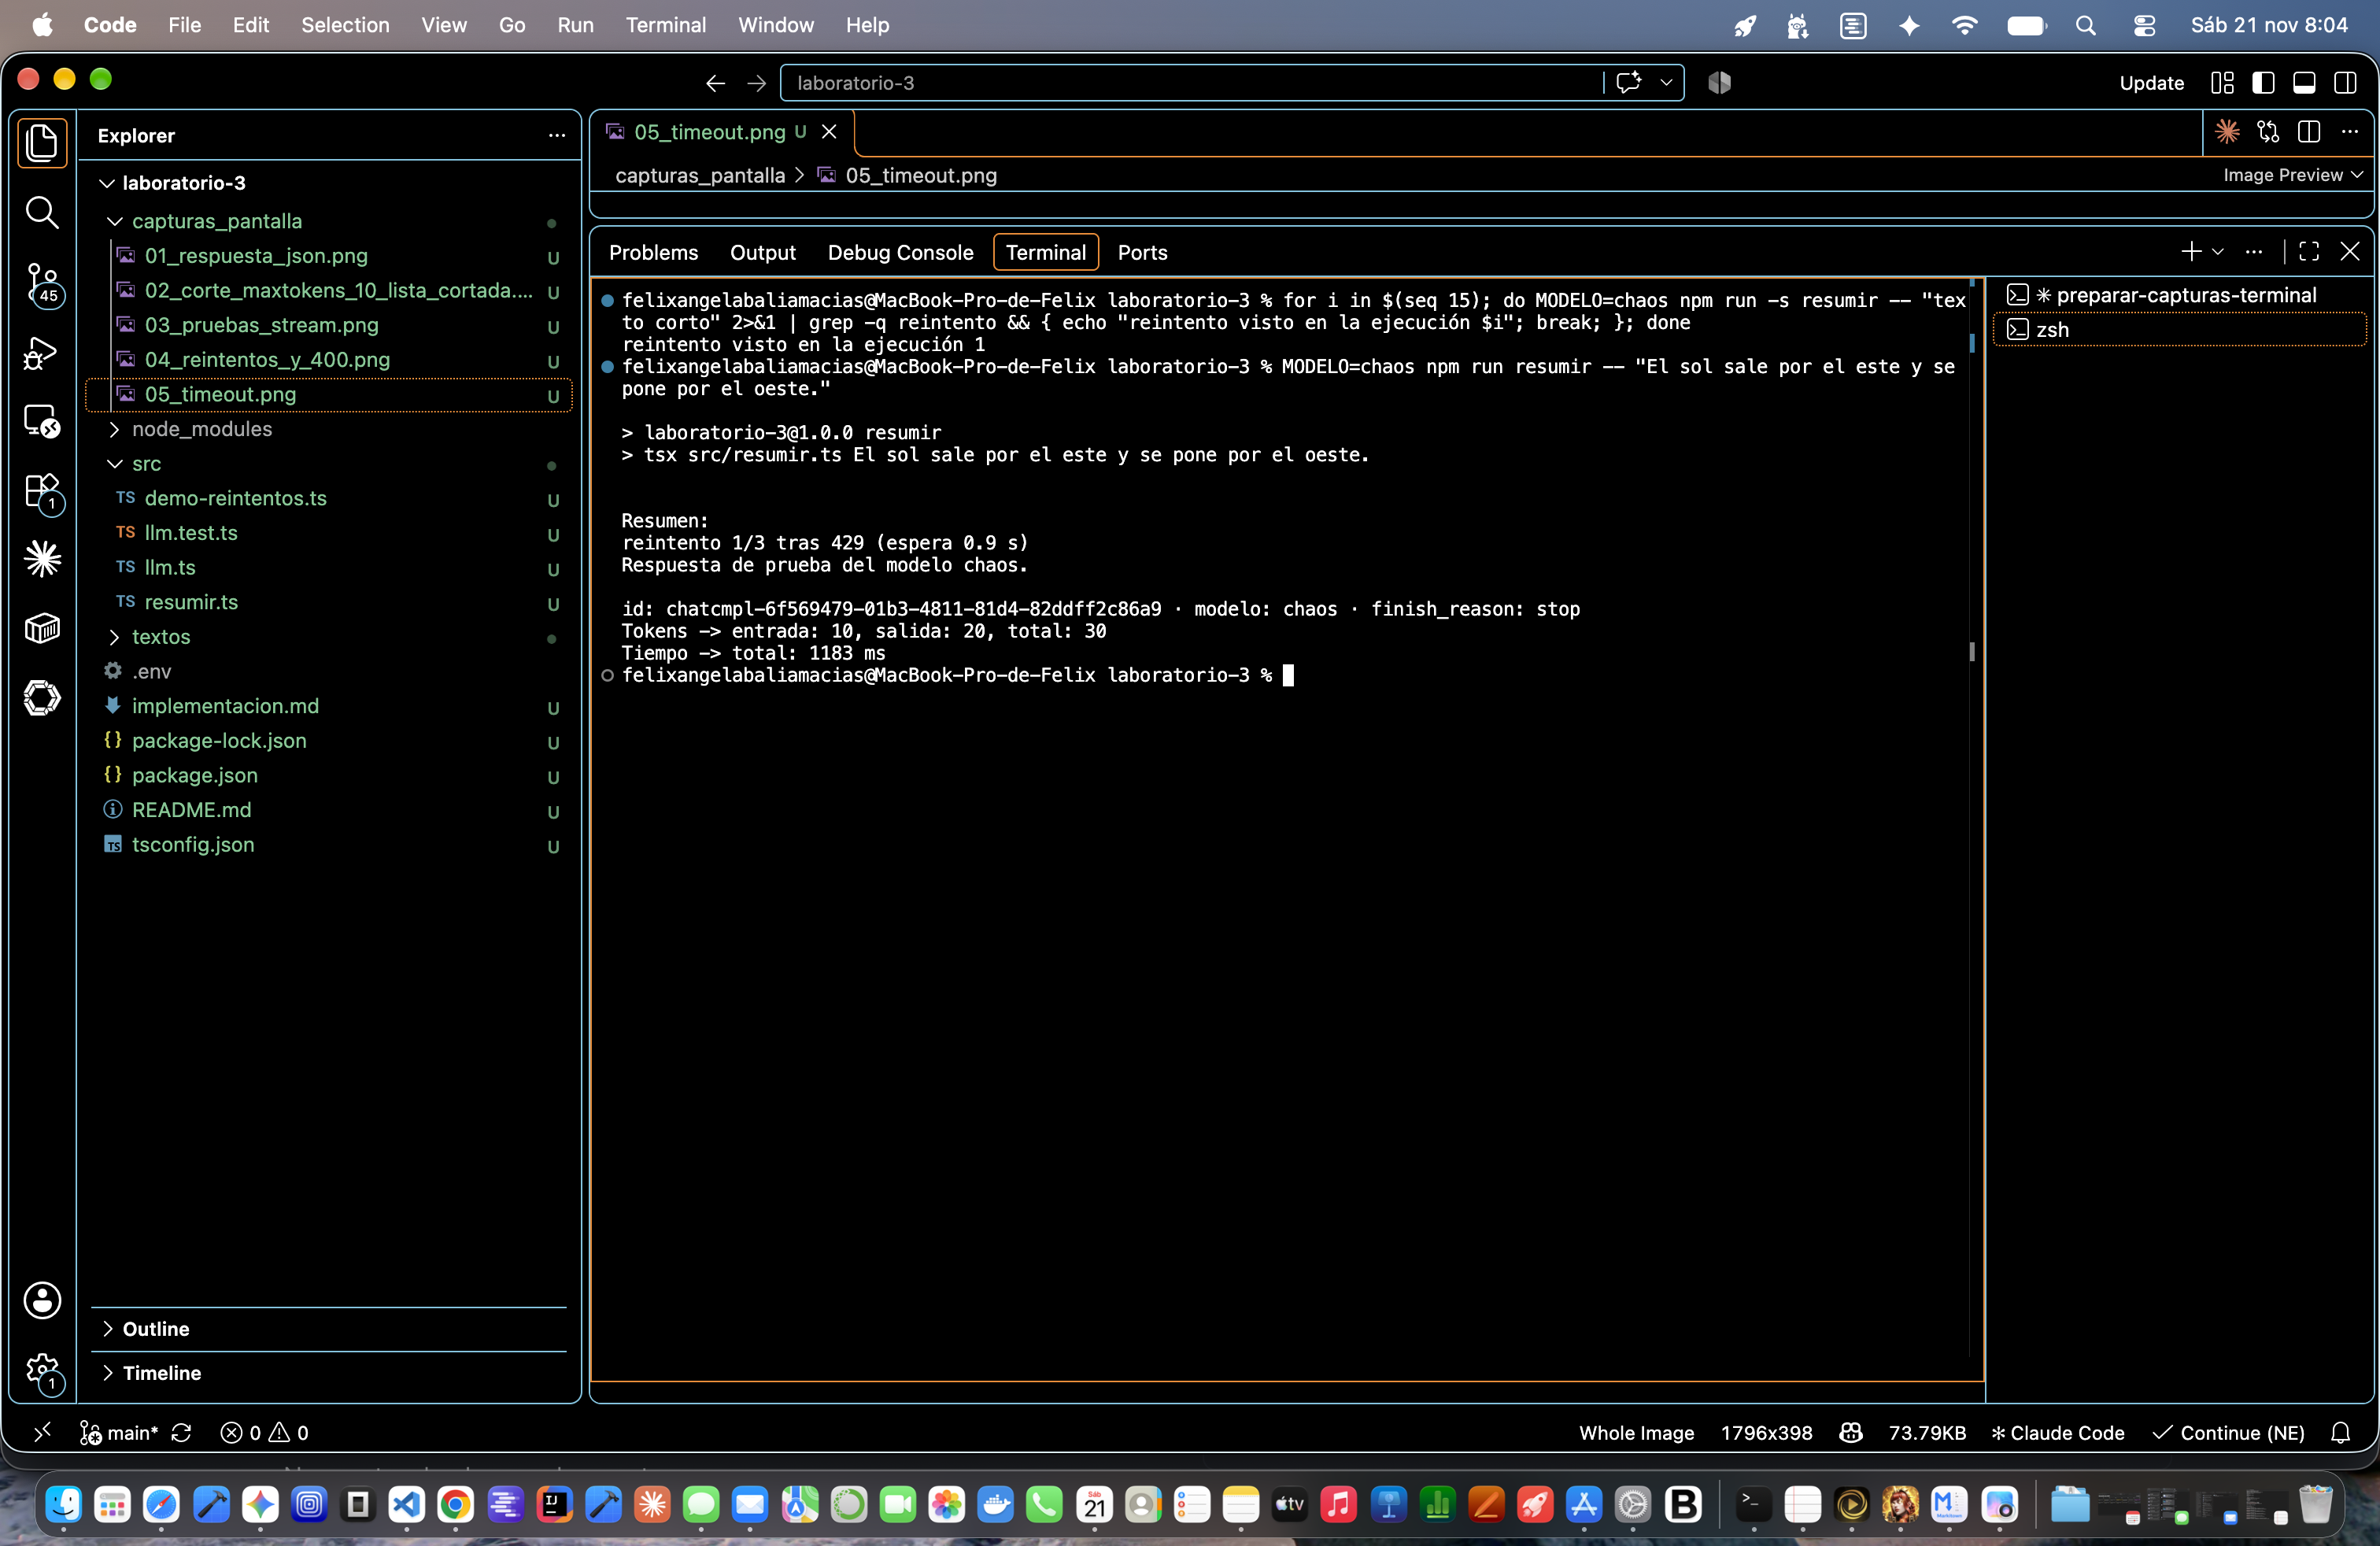 Code File Edit Selection View Go Run Terminal Window Help Sáb 21 nov 8:04
laboratorio-3 Update
Explorer
laboratorio-3
capturas_pantalla
01_respuesta_json.png U
02_corte_maxtokens_10_lista_cortada.... U
03_pruebas_stream.png U
04_reintentos_y_400.png U
05_timeout.png U
node_modules
src
TS demo-reintentos.ts U
TS llm.test.ts U
TS llm.ts U
TS resumir.ts U
textos
.env
implementacion.md U
{} package-lock.json U
{} package.json U
README.md U
TS tsconfig.json U
Outline
Timeline
45
1
1
05_timeout.png U
capturas_pantalla > 05_timeout.png Image Preview
Problems Output Debug Console Terminal Ports
felixangelabaliamacias@MacBook-Pro-de-Felix laboratorio-3 % for i in $(seq 15); do MODELO=chaos npm run -s resumir -- "tex
to corto" 2>&1 | grep -q reintento && { echo "reintento visto en la ejecución $i"; break; }; done
reintento visto en la ejecución 1
felixangelabaliamacias@MacBook-Pro-de-Felix laboratorio-3 % MODELO=chaos npm run resumir -- "El sol sale por el este y se
pone por el oeste."
> laboratorio-3@1.0.0 resumir
> tsx src/resumir.ts El sol sale por el este y se pone por el oeste.
Resumen:
reintento 1/3 tras 429 (espera 0.9 s)
Respuesta de prueba del modelo chaos.
id: chatcmpl-6f569479-01b3-4811-81d4-82ddff2c86a9 · modelo: chaos · finish_reason: stop
Tokens -> entrada: 10, salida: 20, total: 30
Tiempo -> total: 1183 ms
felixangelabaliamacias@MacBook-Pro-de-Felix laboratorio-3 %
preparar-capturas-terminal
zsh
main* 0 0 Whole Image 1796x398 73.79KB Claude Code Continue (NE)
Sáb
21
tv
B